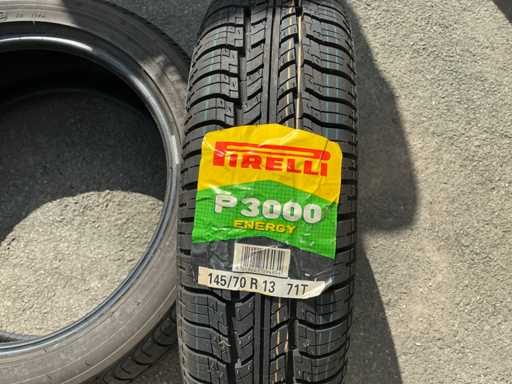 PIRELLI
P3000
ENERGY
145/70 R 13 71T